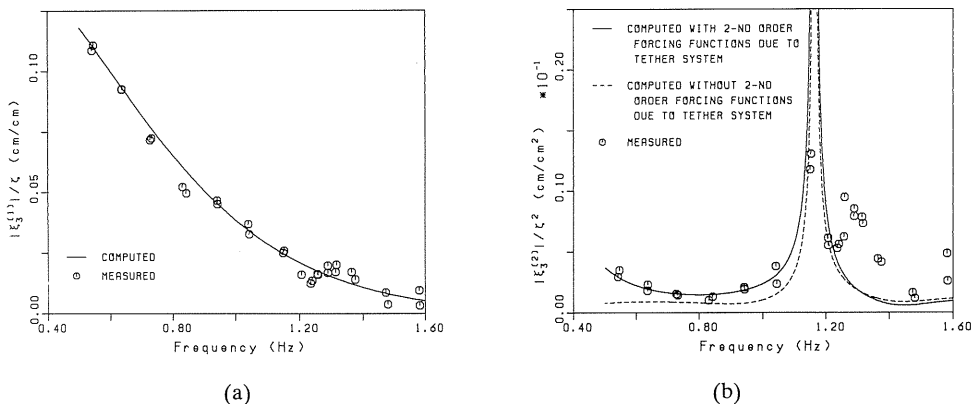 |ξ₃⁽¹⁾|/ζ (cm/cm)
0.10
0.05
0.00
COMPUTED
MEASURED
0.40 0.80 1.20 1.60
Frequency (Hz)
(a)
|ξ₃⁽²⁾|/ζ² (cm/cm²) *10⁻¹
0.20
0.10
0.00
COMPUTED WITH 2-ND ORDER
FORCING FUNCTIONS DUE TO
TETHER SYSTEM
COMPUTED WITHOUT 2-ND
ORDER FORCING FUNCTIONS
DUE TO TETHER SYSTEM
MEASURED
0.40 0.80 1.20 1.60
Frequency (Hz)
(b)